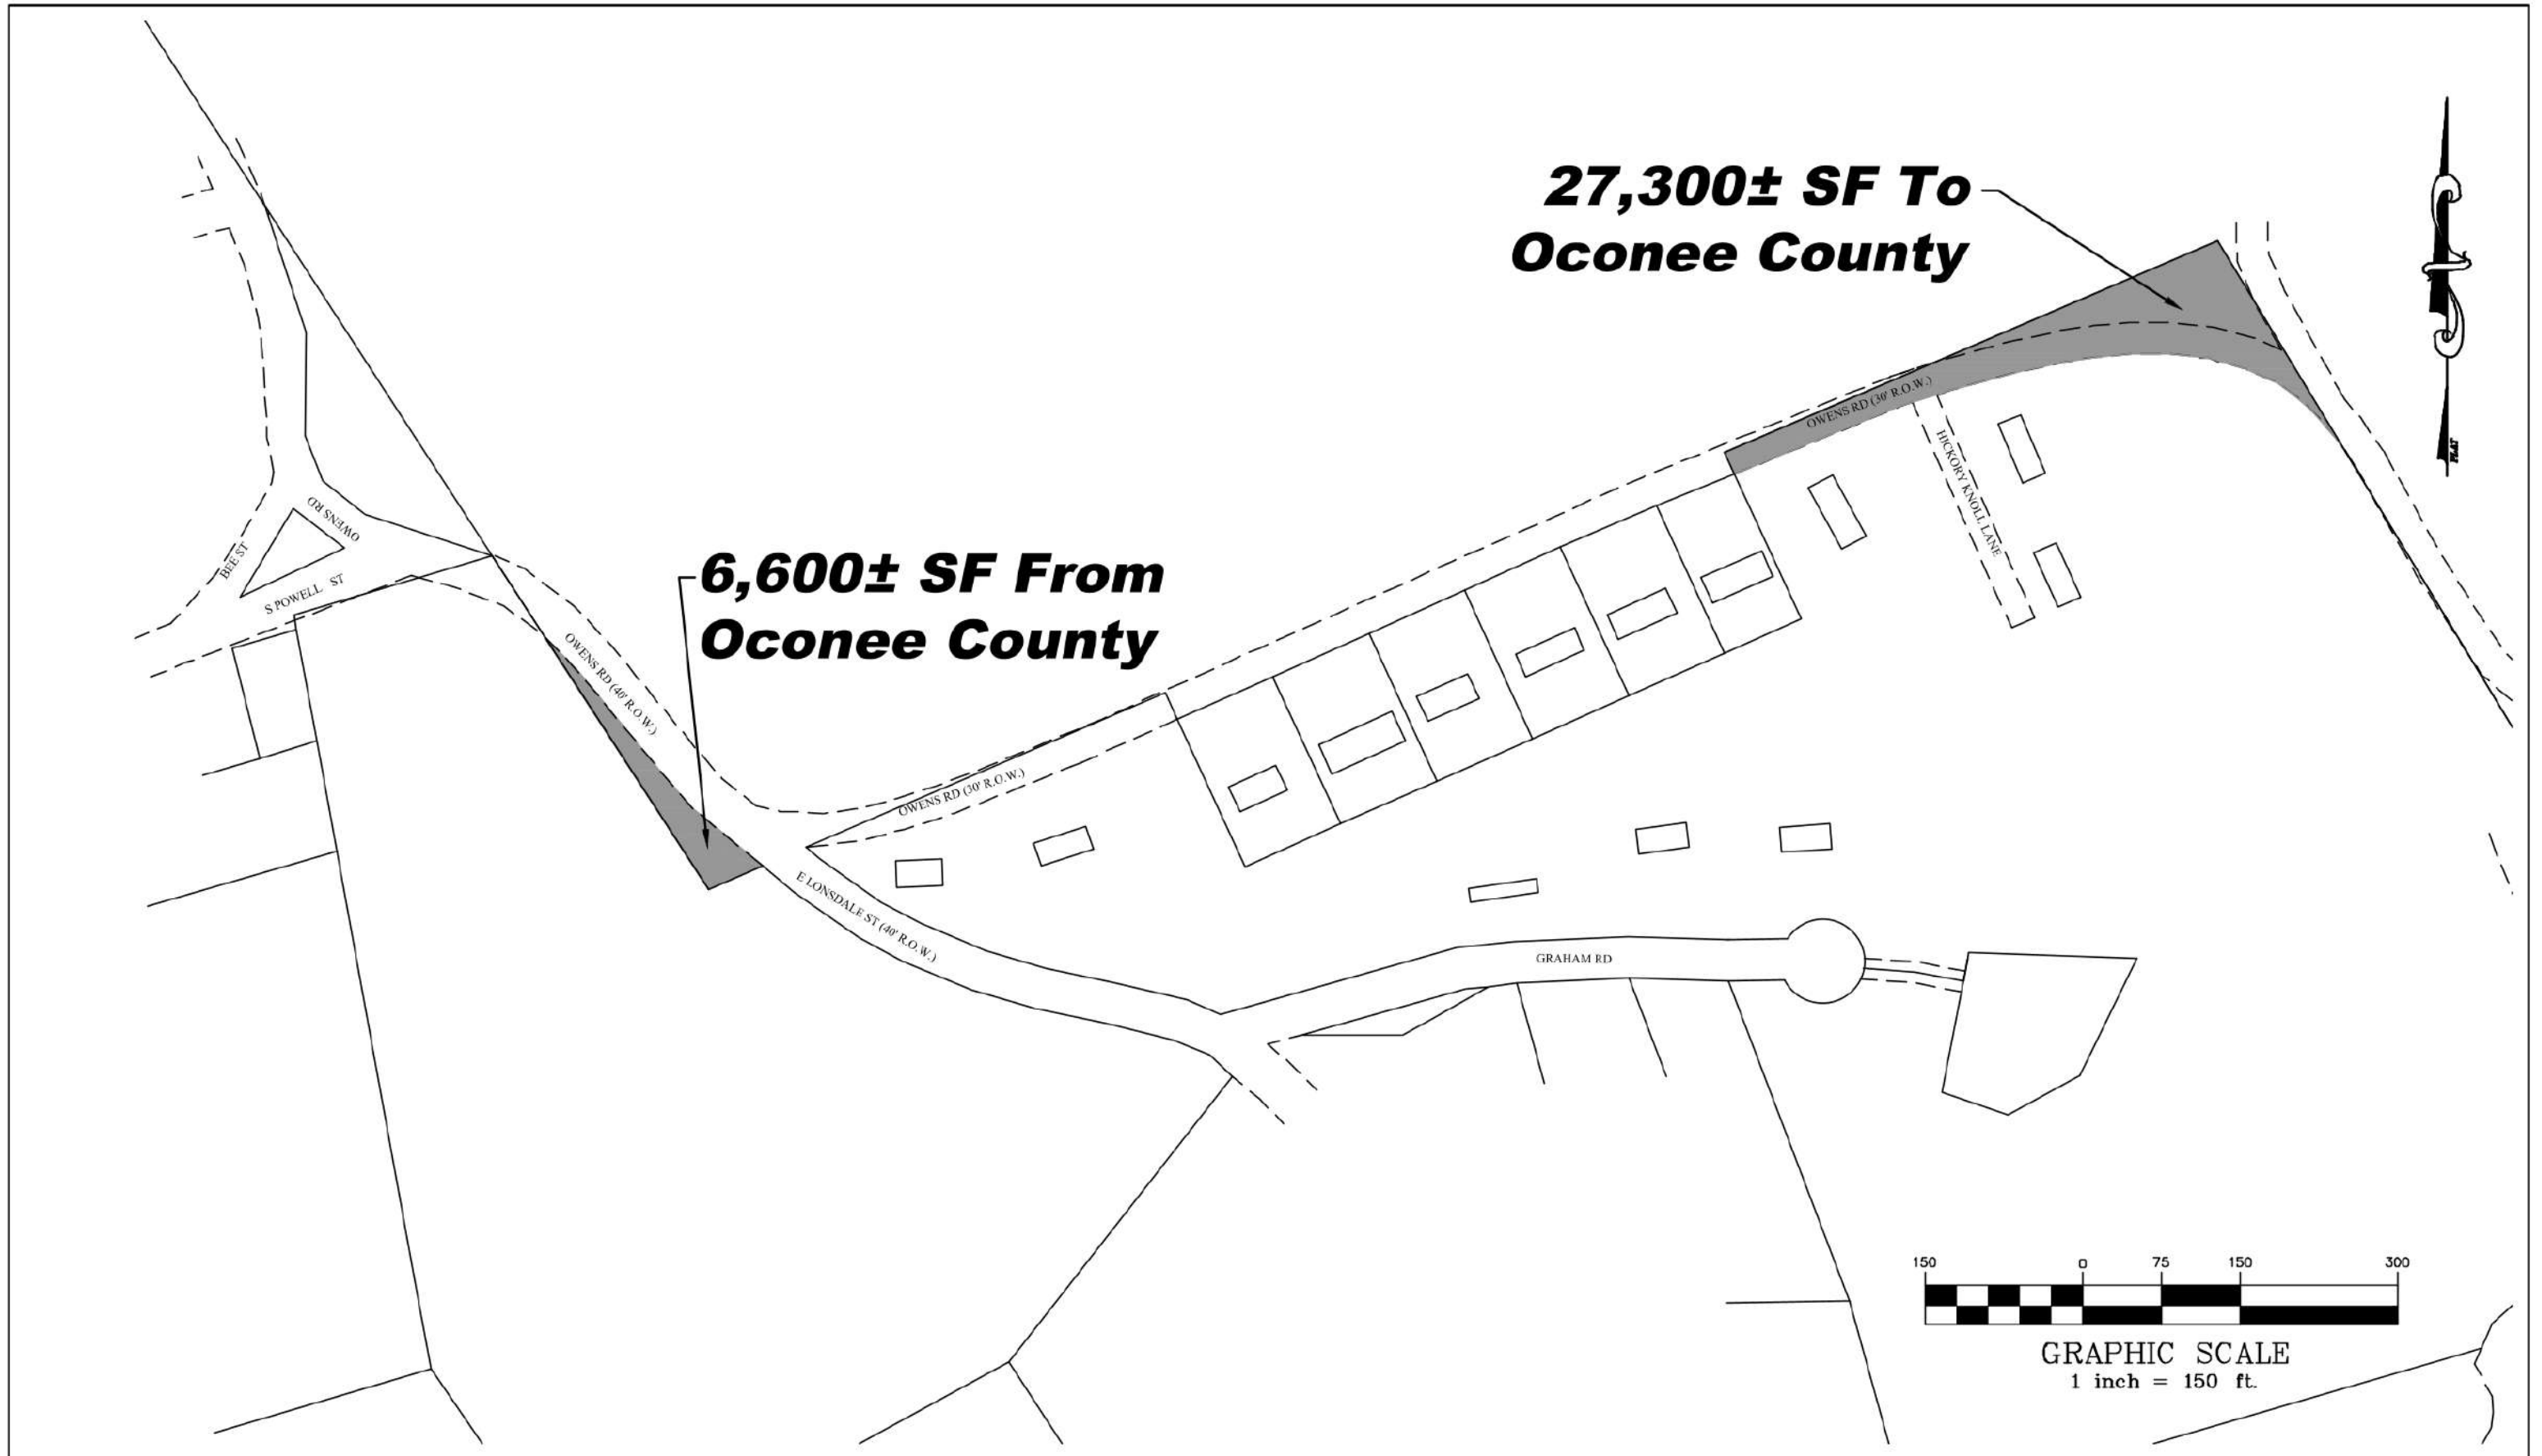 27,300± SF To
Oconee County
PLAT
OWENS RD (30' R.O.W.)
HICKORY KNOLL LANE
OWENS RD
BEE ST
S POWELL ST
6,600± SF From
Oconee County
OWENS RD (40' R.O.W.)
OWENS RD (30' R.O.W.)
E LONSDALE ST (40' R.O.W.)
GRAHAM RD
150 0 75 150 300
GRAPHIC SCALE
1 inch = 150 ft.